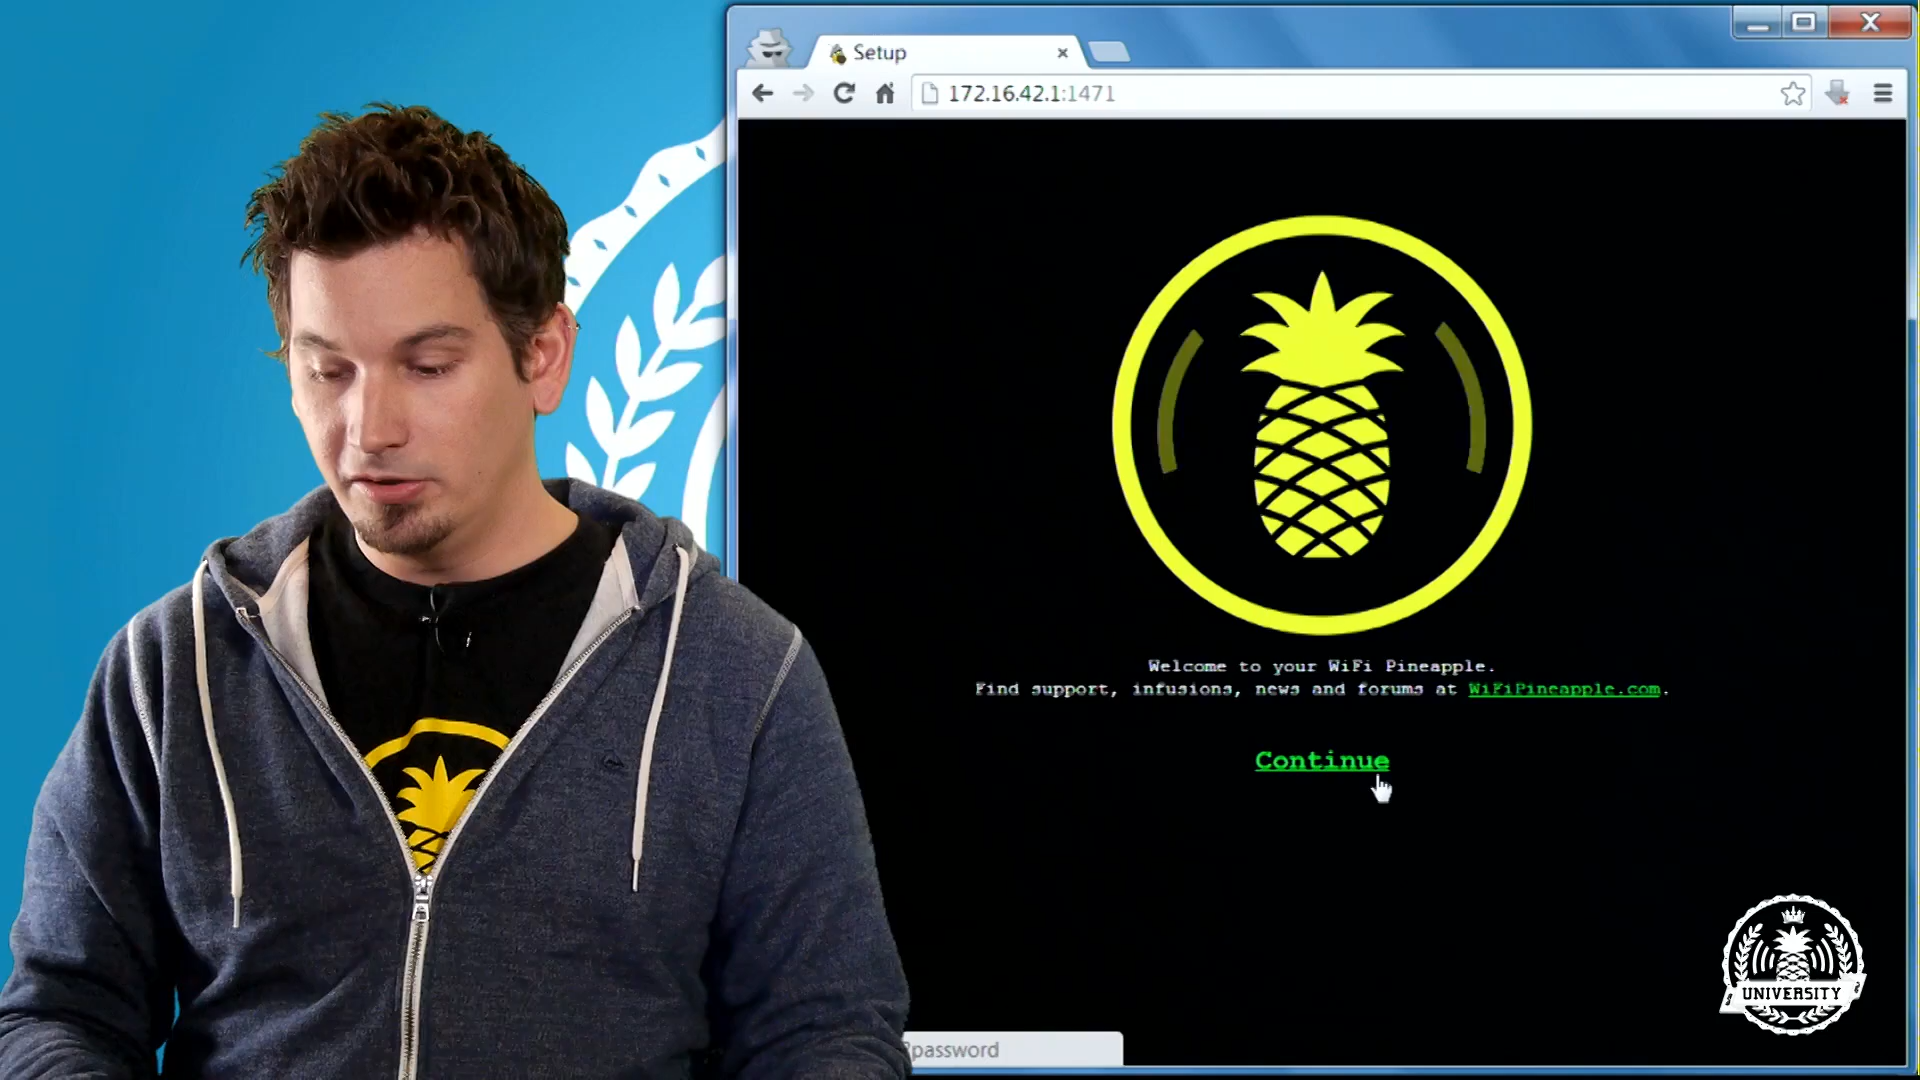 Setup
172.16.42.1:1471
Welcome to your WiFi Pineapple.
Find support, infusions, news and forums at WiFiPineapple.com.
Continue
UNIVERSITY
?password